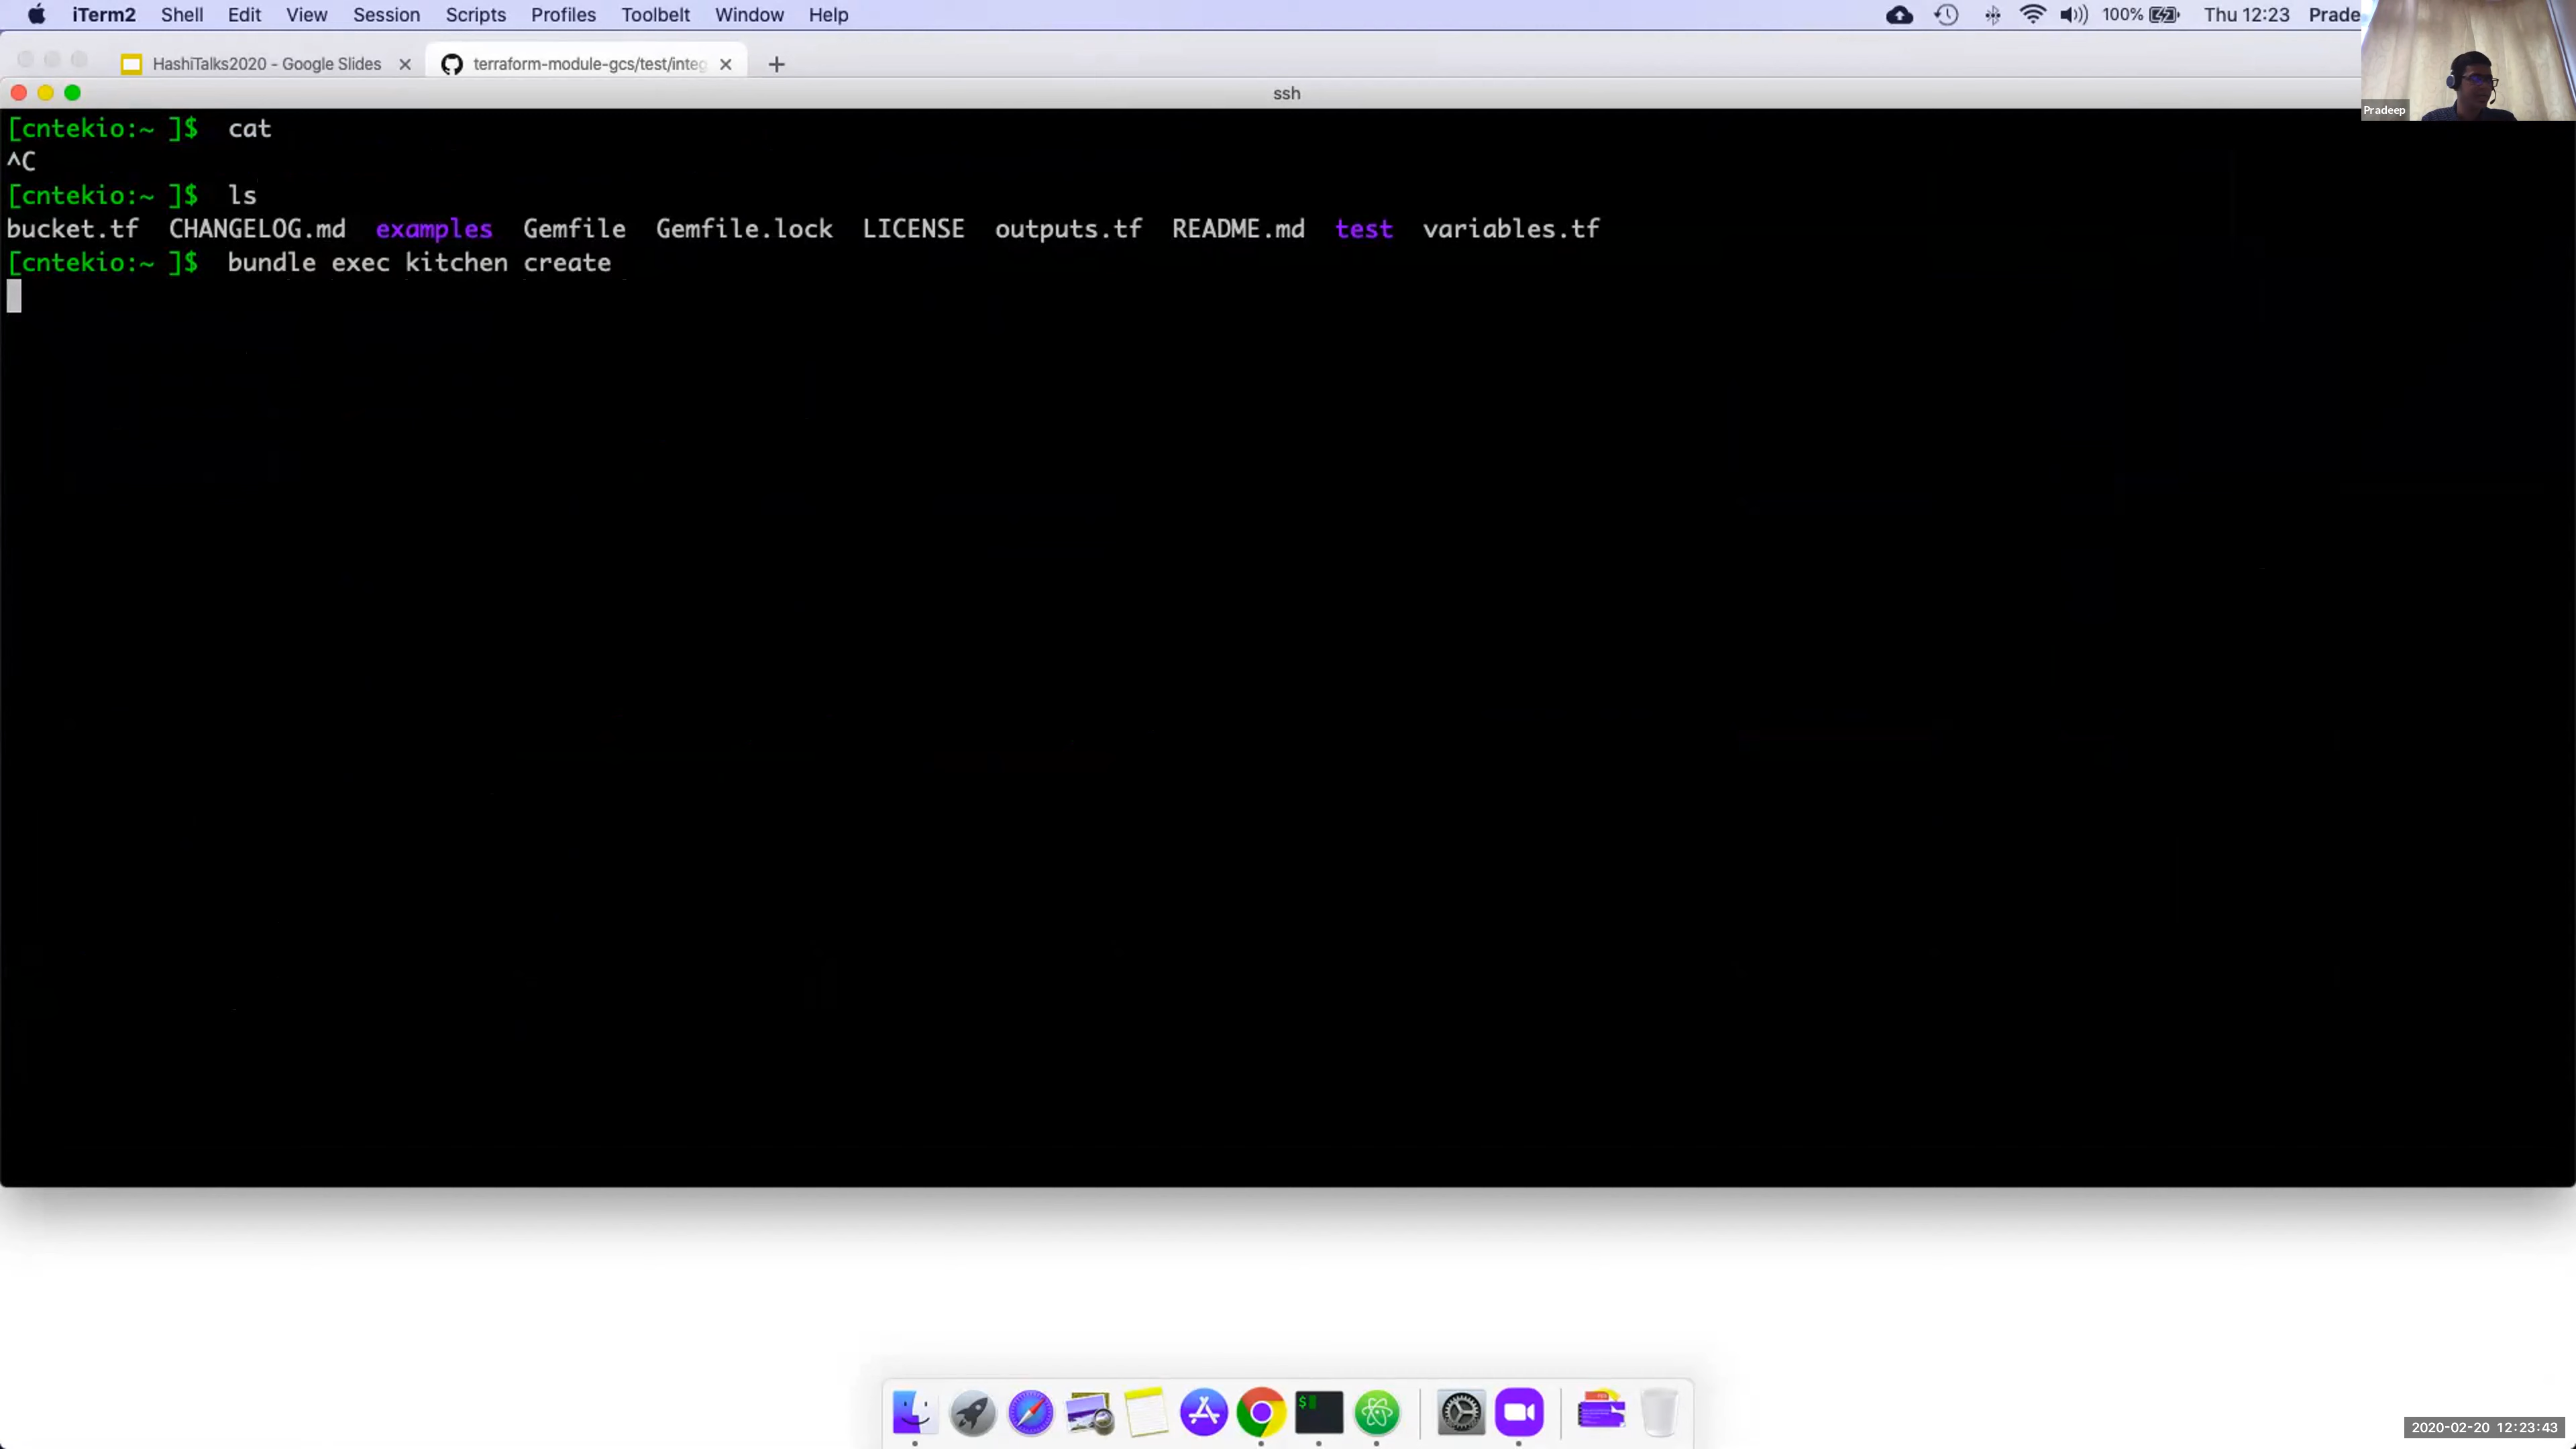 iTerm2 Shell Edit View Session Scripts Profiles Toolbelt Window Help 100% Thu 12:23 Prade
HashiTalks2020 - Google Slides terraform-module-gcs/test/integ
ssh
Pradeep
[cntekio:~ ]$ cat
^C
[cntekio:~ ]$ ls
bucket.tf CHANGELOG.md examples Gemfile Gemfile.lock LICENSE outputs.tf README.md test variables.tf
[cntekio:~ ]$ bundle exec kitchen create
2020-02-20 12:23:43